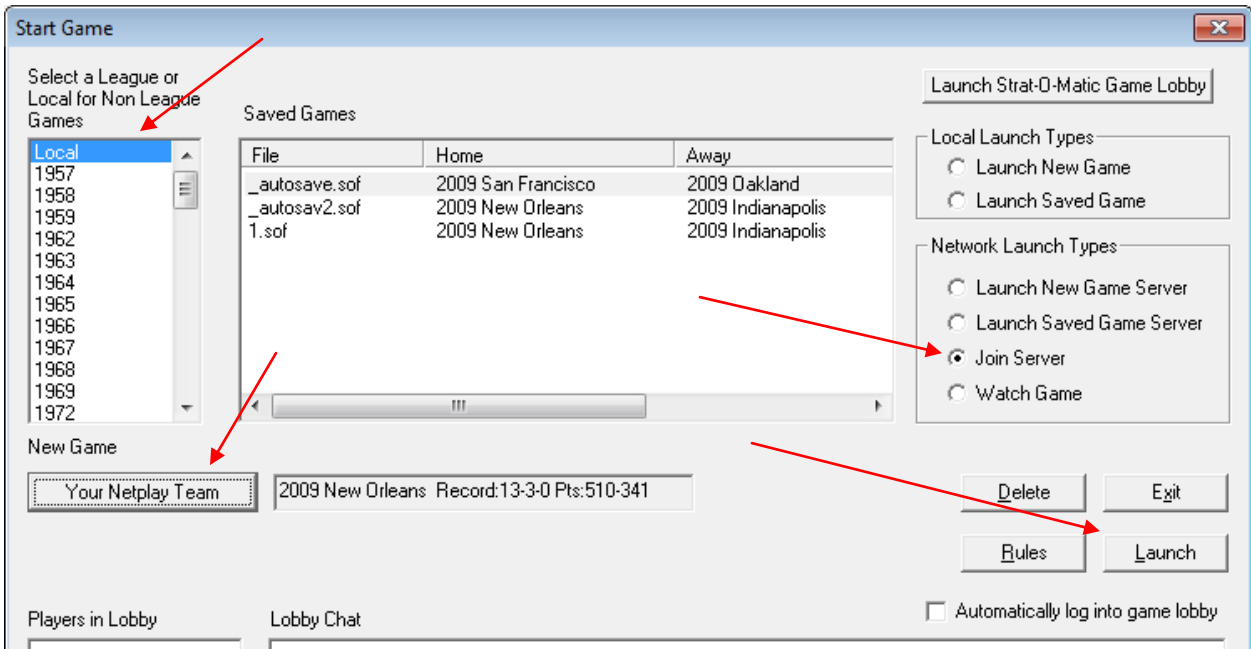 Start Game
Select a League or
Local for Non League
Games
Saved Games
Launch Strat-O-Matic Game Lobby
Local
1957
1958
1959
1962
1963
1964
1965
1966
1967
1968
1969
1972
File Home Away
_autosave.sof 2009 San Francisco 2009 Oakland
_autosav2.sof 2009 New Orleans 2009 Indianapolis
1.sof 2009 New Orleans 2009 Indianapolis
Local Launch Types
Launch New Game
Launch Saved Game
Network Launch Types
Launch New Game Server
Launch Saved Game Server
Join Server
Watch Game
New Game
Your Netplay Team
2009 New Orleans Record:13-3-0 Pts:510-341
Delete
Exit
Rules
Launch
Automatically log into game lobby
Players in Lobby
Lobby Chat